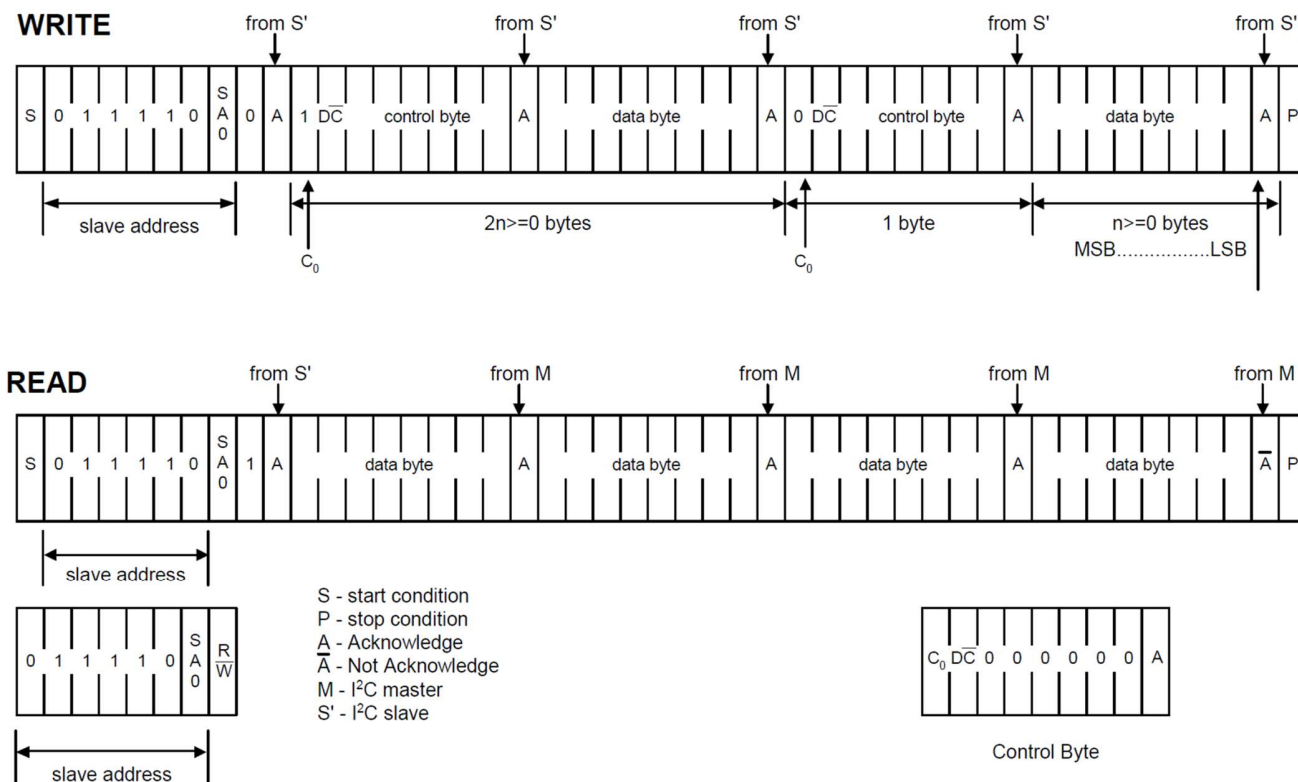 WRITE
from S' from S' from S' from S' from S'
S 0 1 1 1 1 0 SA0 0 A 1 DC̅ control byte A data byte A 0 DC̅ control byte A data byte A P
slave address 2n>=0 bytes 1 byte n>=0 bytes
MSB.................LSB
C₀ C₀
READ
from S' from M from M from M from M
S 0 1 1 1 1 0 SA0 1 A data byte A data byte A data byte A data byte A̅ P
slave address
S - start condition
P - stop condition
A - Acknowledge
A̅ - Not Acknowledge
M - I²C master
S' - I²C slave
0 1 1 1 1 0 SA0 R/W̅
slave address
C₀ DC̅ 0 0 0 0 0 0 A
Control Byte